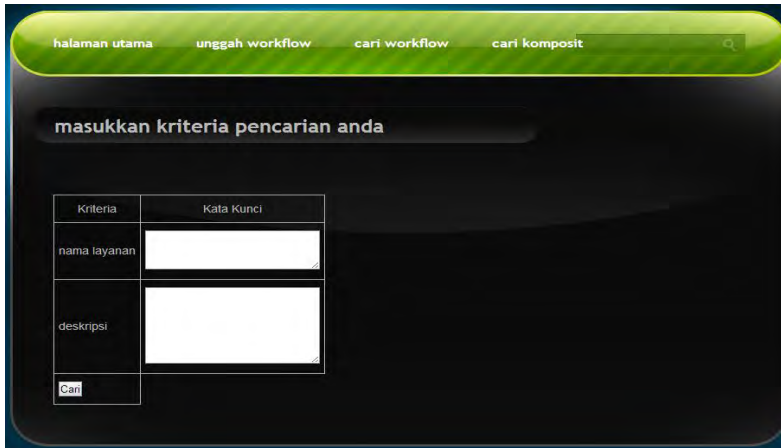 halaman utama unggah workflow cari workflow cari komposit
masukkan kriteria pencarian anda
Kriteria Kata Kunci
nama layanan
deskripsi
Cari